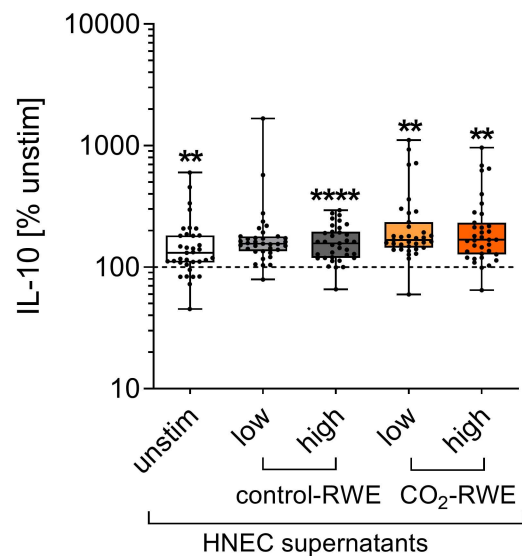 10000
1000
100
10
IL-10 [% unstim]
**
****
**
**
unstim
low
high
low
high
control-RWE
CO₂-RWE
HNEC supernatants